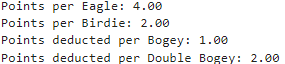 Points per Eagle: 4.00
Points per Birdie: 2.00
Points deducted per Bogey: 1.00
Points deducted per Double Bogey: 2.00